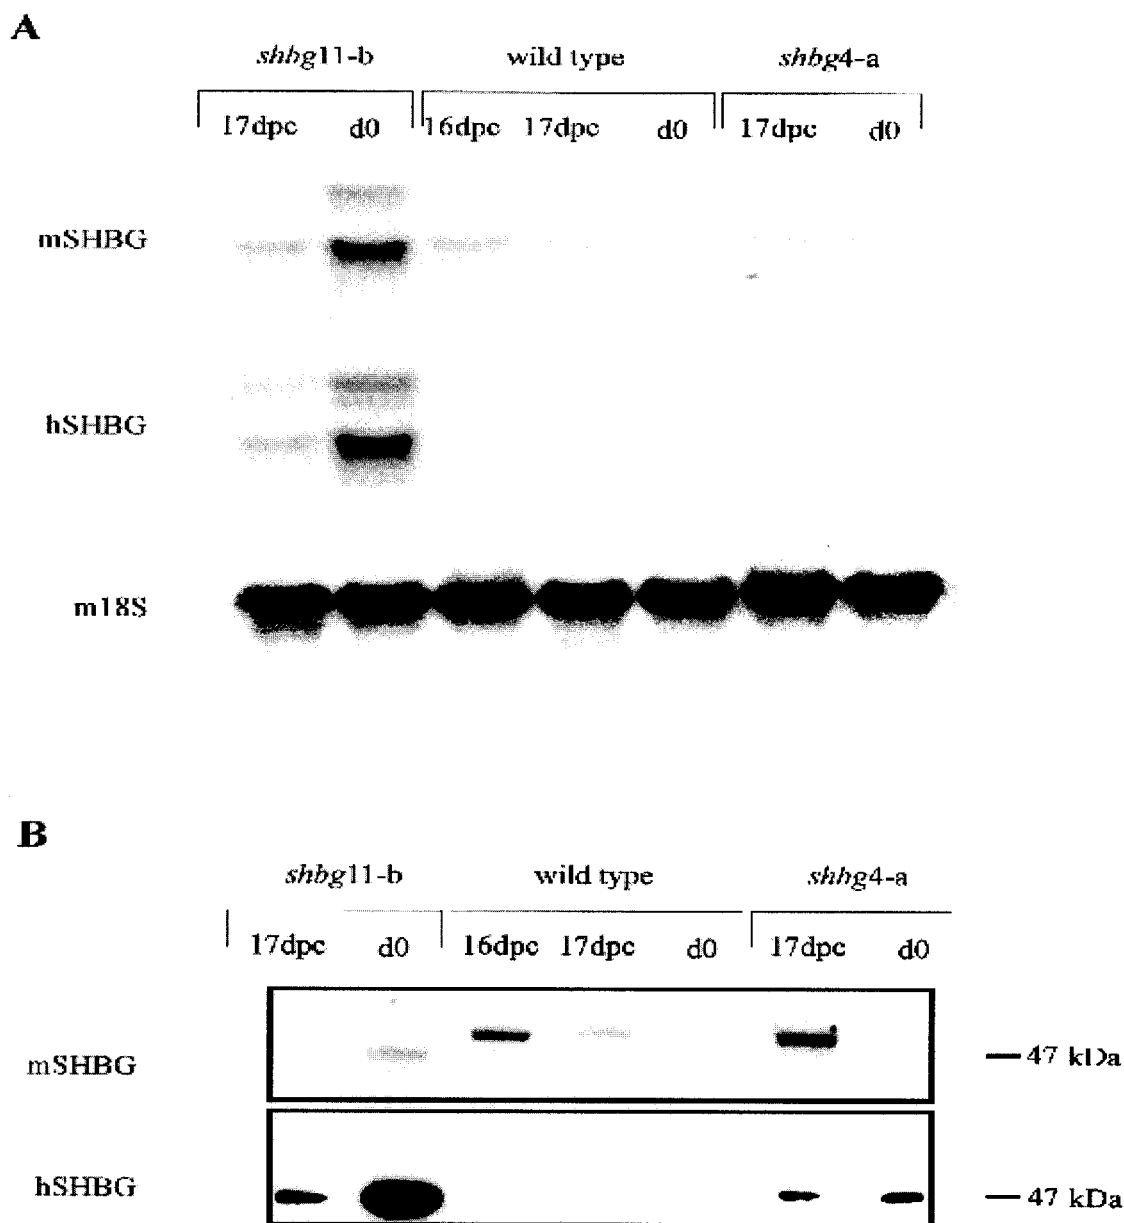 A
shbg11-b wild type shbg4-a
17dpc d0 16dpc 17dpc d0 17dpc d0
mSHBG
hSHBG
m18S
B
shbg11-b wild type shbg4-a
17dpc d0 16dpc 17dpc d0 17dpc d0
mSHBG 47 kDa
hSHBG 47 kDa